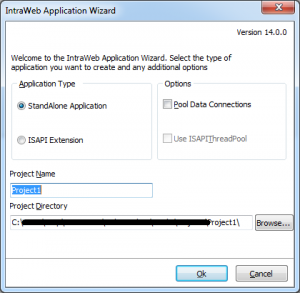 IntraWeb Application Wizard
Version 14.0.0
Welcome to the IntraWeb Application Wizard. Select the type of
application you want to create and any additional options
Application Type
StandAlone Application
ISAPI Extension
Options
Pool Data Connections
Use ISAPIThreadPool
Project Name
Project1
Project Directory
C:\ Project1\
Browse...
Ok
Cancel